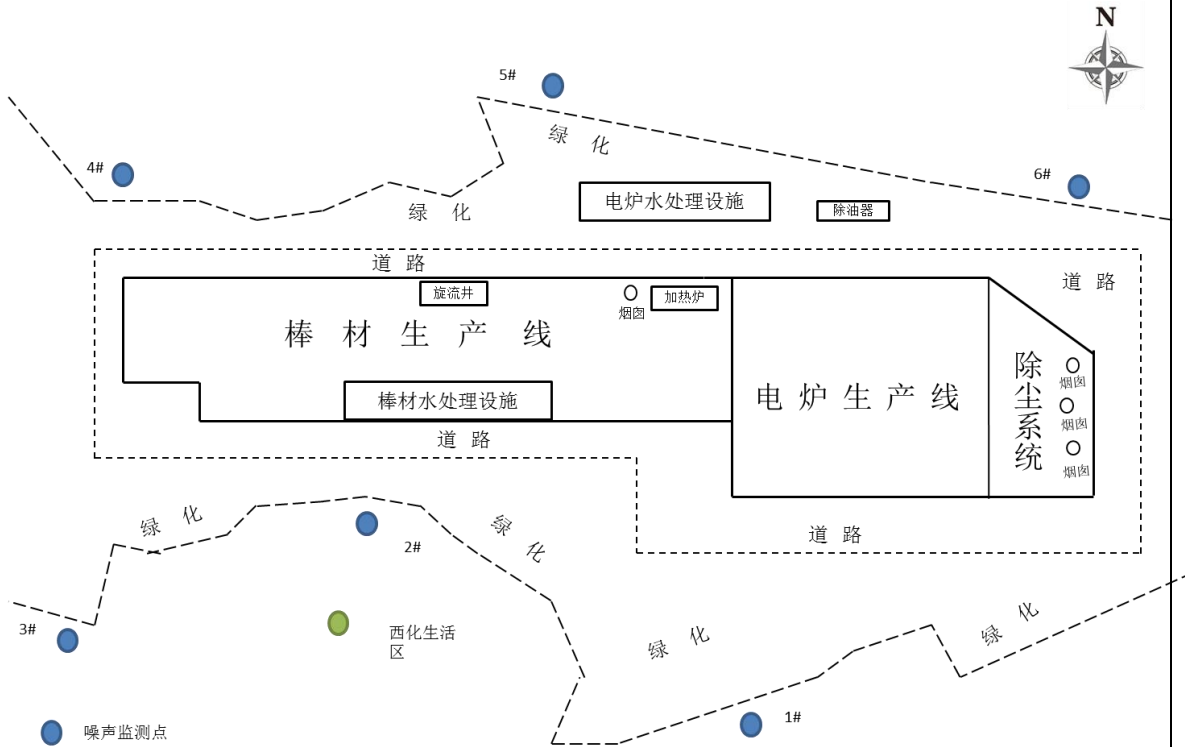 N
5#
绿 化
4#
6#
电炉水处理设施
除油器
绿 化
道 路
道 路
旋流井
烟囱
加热炉
棒 材 生 产 线
除尘系统
烟囱
电 炉 生 产 线
棒材水处理设施
烟囱
道 路
烟囱
绿 化
绿 化
道 路
2#
3#
西化生活
区
绿 化
绿 化
1#
噪声监测点